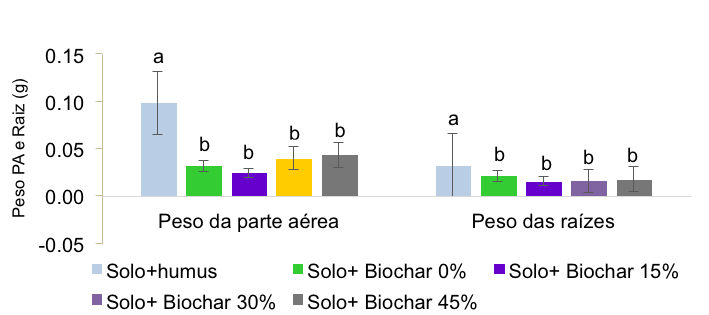 Peso PA e Raiz (g)
0.15
0.10
0.05
0.00
-0.05
a
b
b
b
b
a
b
b
b
b
Peso da parte aérea
Peso das raízes
Solo+humus
Solo+ Biochar 0%
Solo+ Biochar 15%
Solo+ Biochar 30%
Solo+ Biochar 45%